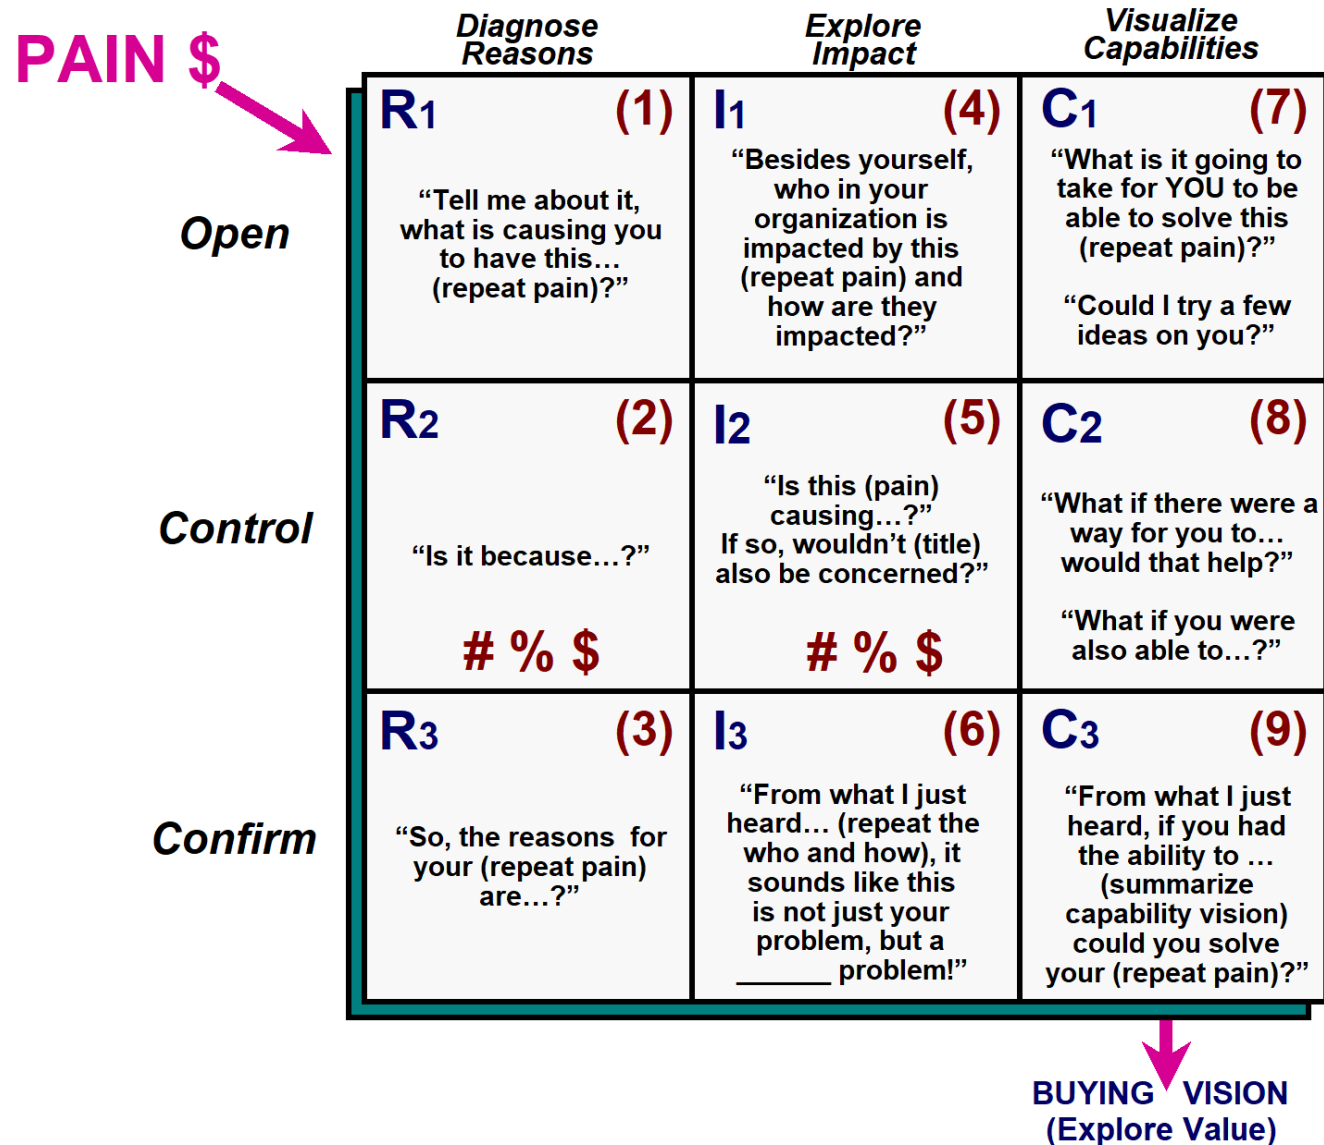 PAIN $
Diagnose
Reasons
Explore
Impact
Visualize
Capabilities
Open
R1 (1)
“Tell me about it,
what is causing you
to have this…
(repeat pain)?”
I1 (4)
“Besides yourself,
who in your
organization is
impacted by this
(repeat pain) and
how are they
impacted?”
C1 (7)
“What is it going to
take for YOU to be
able to solve this
(repeat pain)?”
“Could I try a few
ideas on you?”
Control
R2 (2)
“Is it because…?”
# % $
I2 (5)
“Is this (pain)
causing…?”
If so, wouldn’t (title)
also be concerned?”
# % $
C2 (8)
“What if there were a
way for you to…
would that help?”
“What if you were
also able to…?”
Confirm
R3 (3)
“So, the reasons for
your (repeat pain)
are…?”
I3 (6)
“From what I just
heard… (repeat the
who and how), it
sounds like this
is not just your
problem, but a
______ problem!”
C3 (9)
“From what I just
heard, if you had
the ability to …
(summarize
capability vision)
could you solve
your (repeat pain)?”
BUYING VISION
(Explore Value)